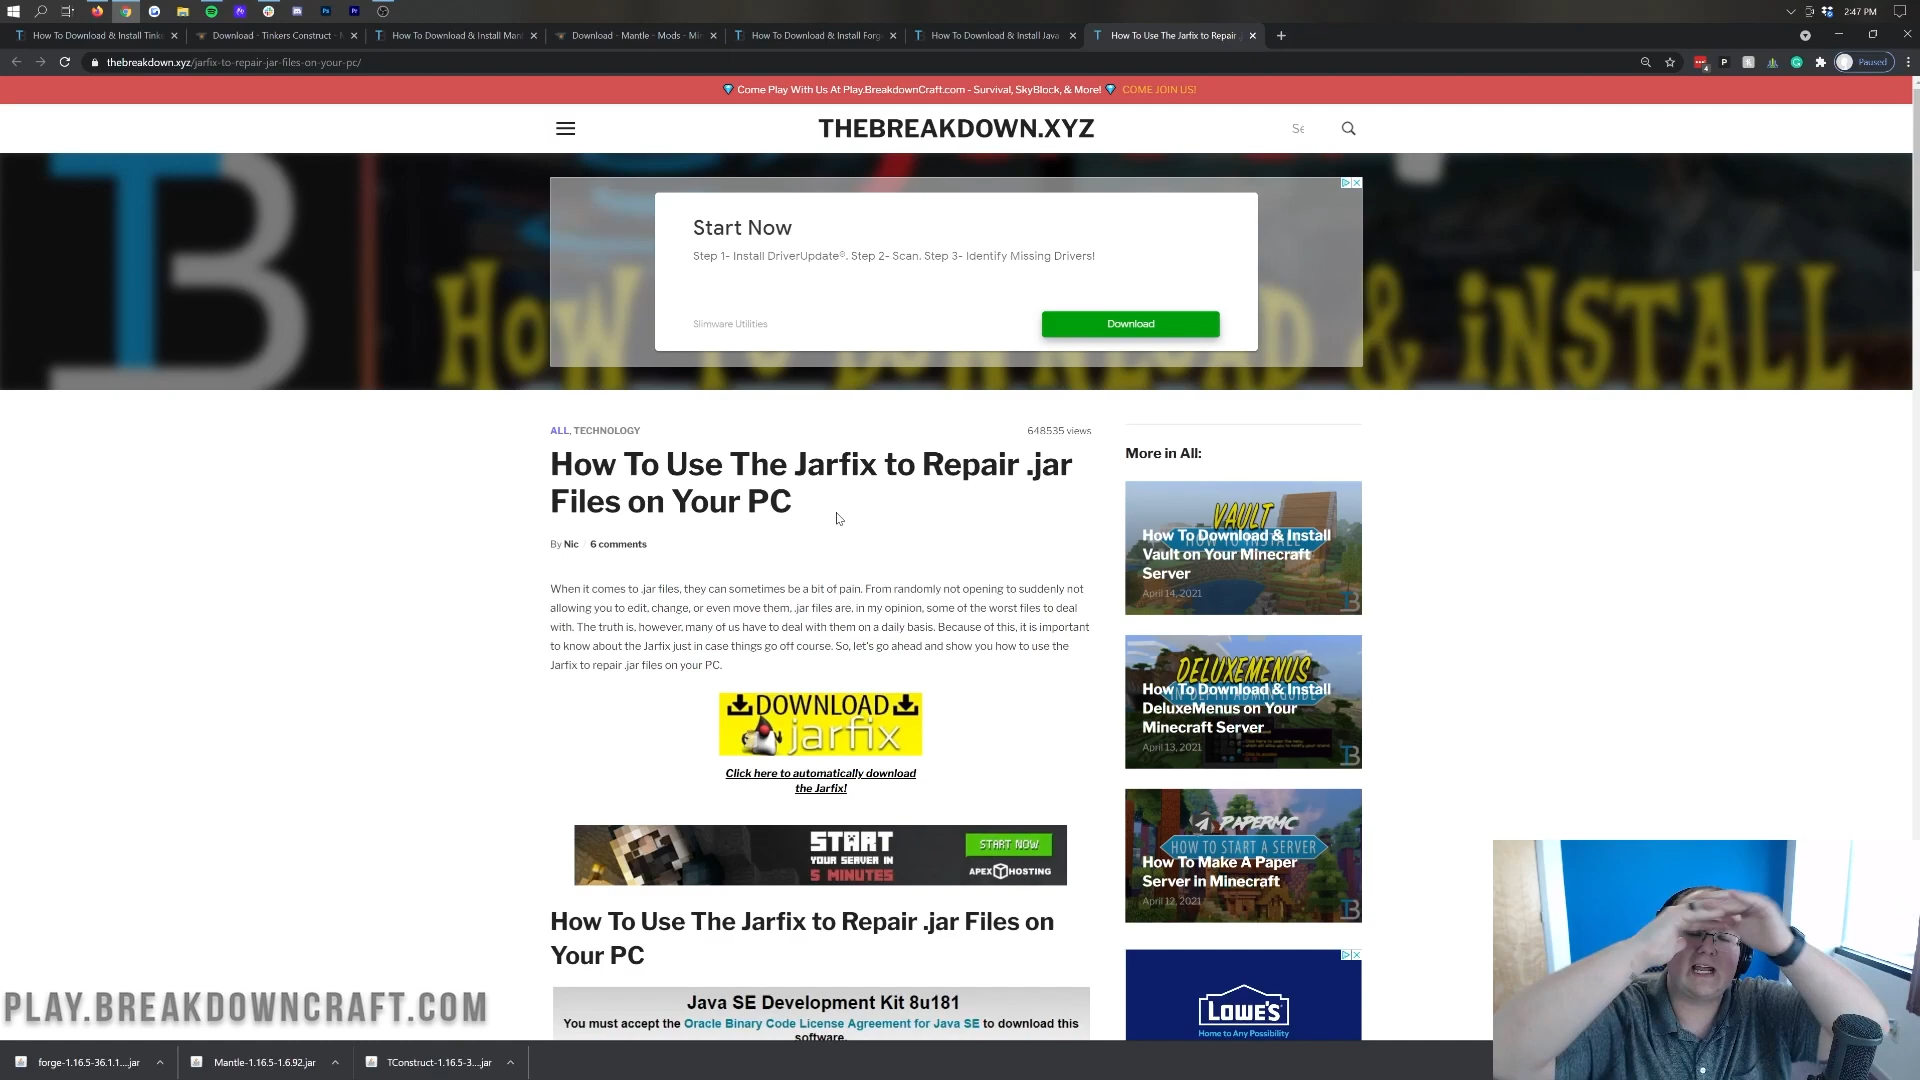 2:47 PM
How To Download & Install Tink
Download - Tinkers Construct - M
How To Download & Install Man
Download - Mantle - Mods - Min
How To Download & Install Forg
How To Download & Install Java
How To Use The Jarfix to Repair .
thebreakdown.xyz/jarfix-to-repair-jar-files-on-your-pc/
Paused
Come Play With Us At Play.BreakdownCraft.com - Survival, SkyBlock, & More! COME JOIN US!
THEBREAKDOWN.XYZ
Se
Start Now
Step 1- Install DriverUpdate®. Step 2- Scan. Step 3- Identify Missing Drivers!
Slimware Utilities
Download
HOW TO DOWNLOAD & INSTALL
ALL, TECHNOLOGY
648535 views
How To Use The Jarfix to Repair .jar
Files on Your PC
By Nic / 6 comments
When it comes to .jar files, they can sometimes be a bit of pain. From randomly not opening to suddenly not
allowing you to edit, change, or even move them, .jar files are, in my opinion, some of the worst files to deal
with. The truth is, however, many of us have to deal with them on a daily basis. Because of this, it is important
to know about the Jarfix just in case things go off course. So, let's go ahead and show you how to use the
Jarfix to repair .jar files on your PC.
DOWNLOAD
jarfix
Click here to automatically download
the Jarfix!
START
YOUR SERVER IN
5 MINUTES
START NOW
APEX HOSTING
How To Use The Jarfix to Repair .jar Files on
Your PC
Java SE Development Kit 8u181
You must accept the Oracle Binary Code License Agreement for Java SE to download this
software.
More in All:
VAULT
HOW TO INSTALL
How To Download & Install
Vault on Your Minecraft
Server
April 14, 2021
DELUXEMENUS
IN-DEPTH ADMIN GUIDE
How To Download & Install
DeluxeMenus on Your
Minecraft Server
April 13, 2021
PAPERMC
HOW TO START A SERVER
How To Make A Paper
Server in Minecraft
April 12, 2021
LOWE'S
Home to Any Possibility
PLAY.BREAKDOWNCRAFT.COM
forge-1.16.5-36.1.1....jar
Mantle-1.16.5-1.6.92.jar
TConstruct-1.16.5-3....jar